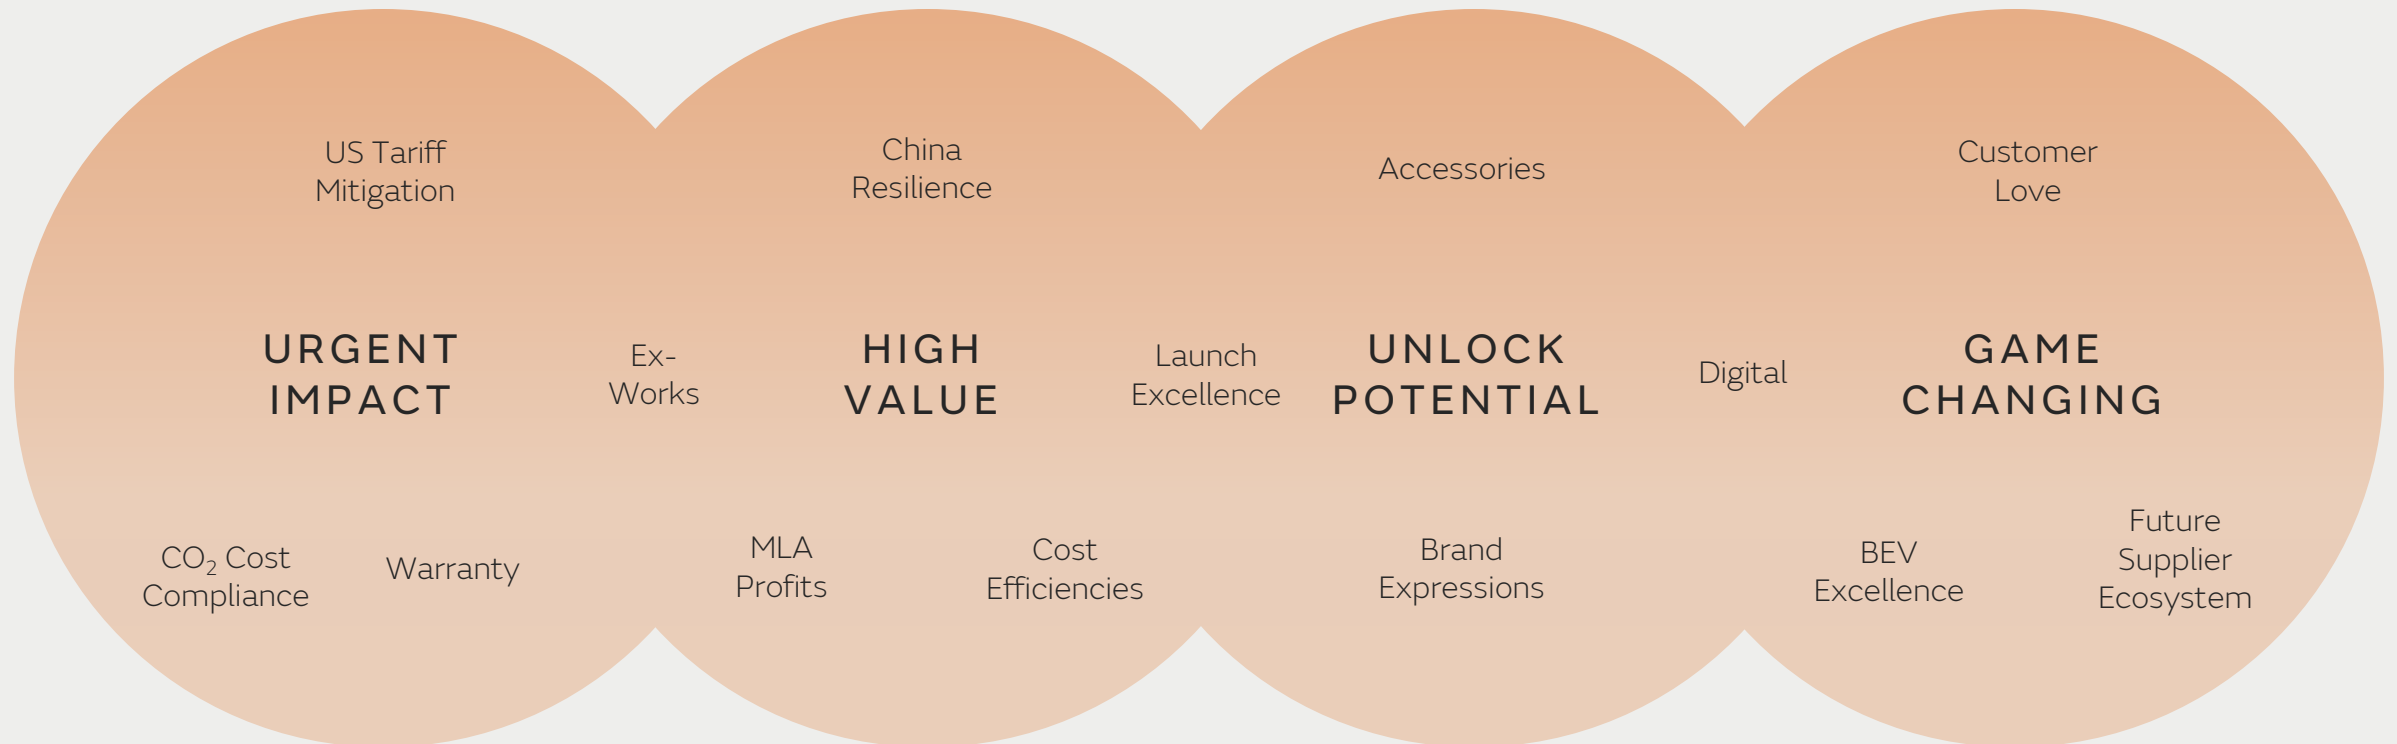 US Tariff
Mitigation
China
Resilience
Accessories
Customer
Love
URGENT
IMPACT
Ex-
Works
HIGH
VALUE
Launch
Excellence
UNLOCK
POTENTIAL
Digital
GAME
CHANGING
CO₂ Cost
Compliance
Warranty
MLA
Profits
Cost
Efficiencies
Brand
Expressions
BEV
Excellence
Future
Supplier
Ecosystem